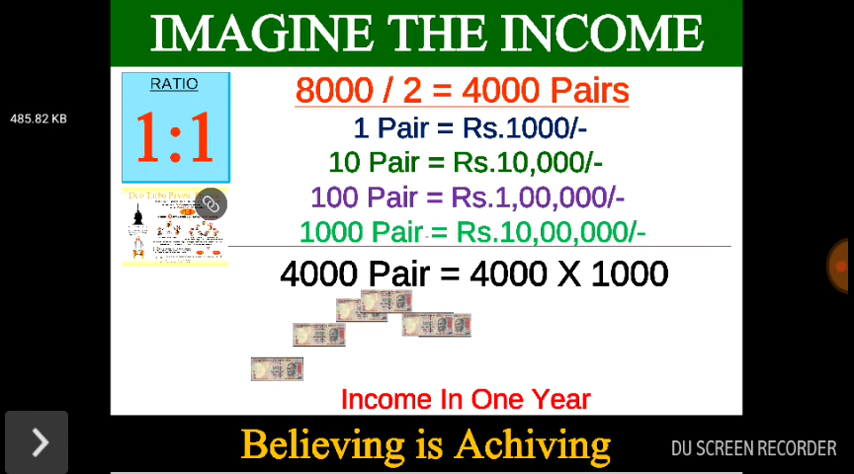 IMAGINE THE INCOME
RATIO
1:1
8000 / 2 = 4000 Pairs
1 Pair = Rs.1000/-
10 Pair = Rs.10,000/-
100 Pair = Rs.1,00,000/-
1000 Pair = Rs.10,00,000/-
4000 Pair = 4000 X 1000
Income In One Year
Believing is Achiving
485.82 KB
DU SCREEN RECORDER